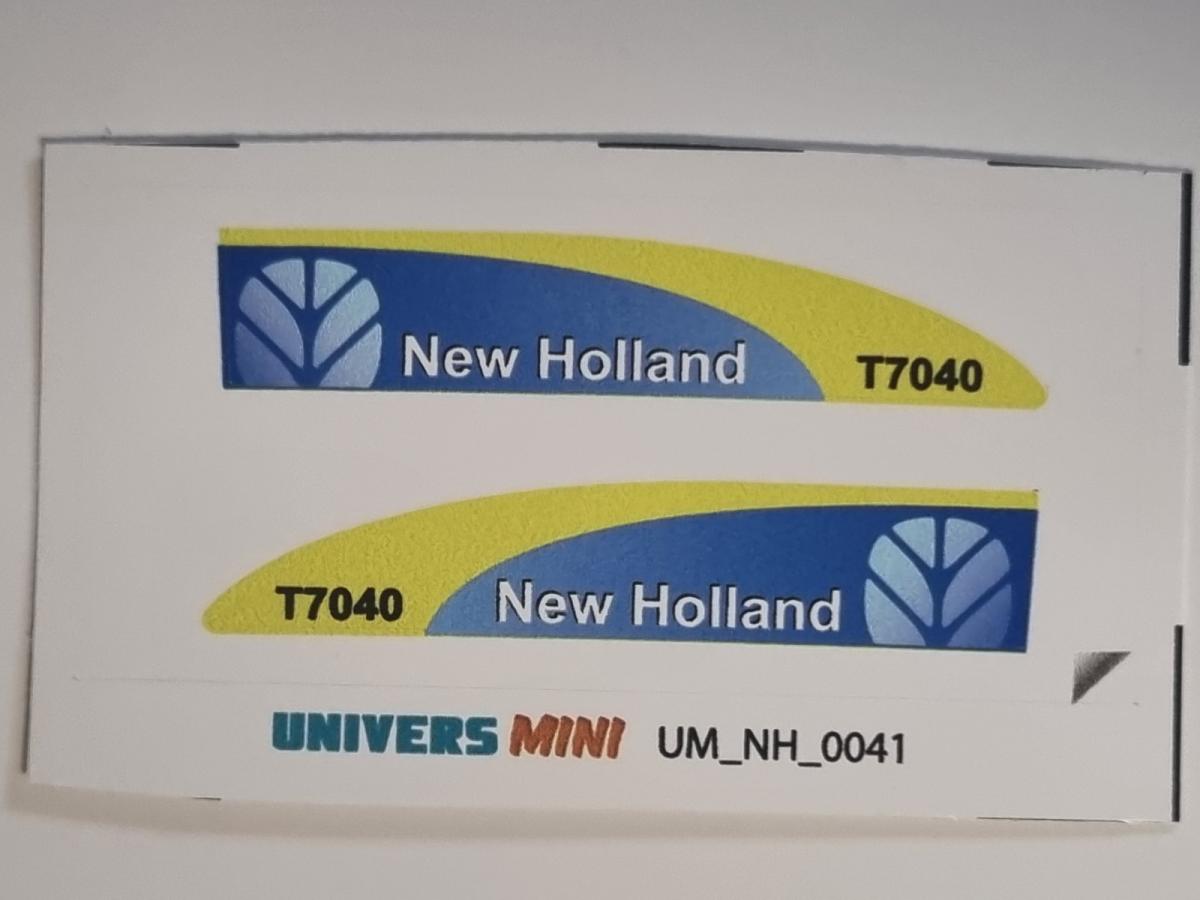 New Holland T7040
T7040 New Holland
UNIVERS MINI UM_NH_0041